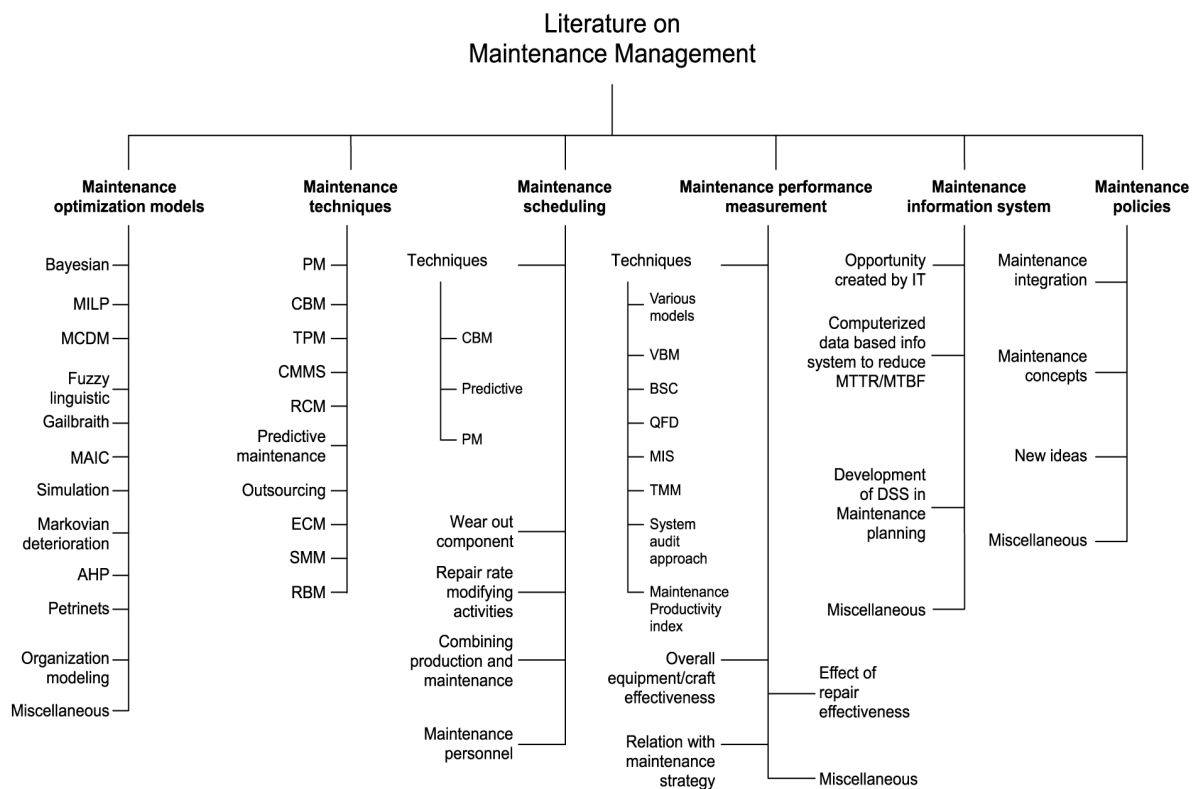 Literature on
Maintenance Management
Maintenance
optimization models
Bayesian
MILP
MCDM
Fuzzy
linguistic
Gailbraith
MAIC
Simulation
Markovian
deterioration
AHP
Petrinets
Organization
modeling
Miscellaneous
Maintenance
techniques
PM
CBM
TPM
CMMS
RCM
Predictive
maintenance
Outsourcing
ECM
SMM
RBM
Maintenance
scheduling
Techniques
CBM
Predictive
PM
Wear out
component
Repair rate
modifying
activities
Combining
production and
maintenance
Maintenance
personnel
Maintenance performance
measurement
Techniques
Various
models
VBM
BSC
QFD
MIS
TMM
System
audit
approach
Maintenance
Productivity
index
Overall
equipment/craft
effectiveness
Effect of
repair
effectiveness
Relation with
maintenance
strategy
Miscellaneous
Maintenance
information system
Opportunity
created by IT
Computerized
data based info
system to reduce
MTTR/MTBF
Development
of DSS in
Maintenance
planning
Miscellaneous
Maintenance
policies
Maintenance
integration
Maintenance
concepts
New ideas
Miscellaneous